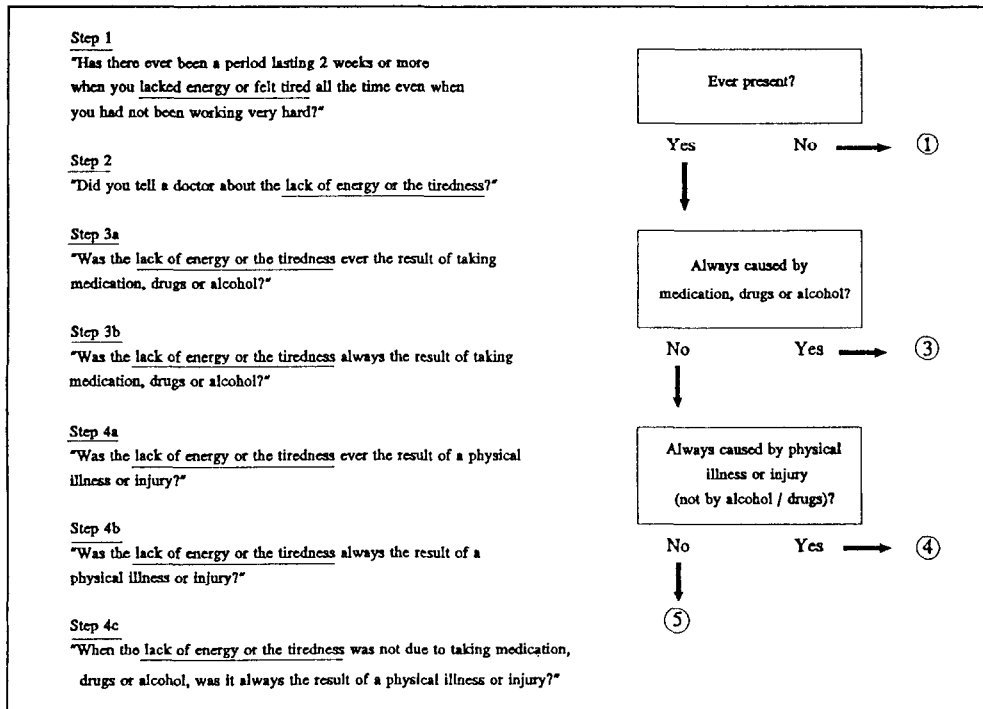 Step 1
"Has there ever been a period lasting 2 weeks or more
when you lacked energy or felt tired all the time even when
you had not been working very hard?"
Step 2
"Did you tell a doctor about the lack of energy or the tiredness?"
Step 3a
"Was the lack of energy or the tiredness ever the result of taking
medication, drugs or alcohol?"
Step 3b
"Was the lack of energy or the tiredness always the result of taking
medication, drugs or alcohol?"
Step 4a
"Was the lack of energy or the tiredness ever the result of a physical
illness or injury?"
Step 4b
"Was the lack of energy or the tiredness always the result of a
physical illness or injury?"
Step 4c
"When the lack of energy or the tiredness was not due to taking medication,
drugs or alcohol, was it always the result of a physical illness or injury?"
Ever present?
Yes No ①
Always caused by
medication, drugs or alcohol?
No Yes ③
Always caused by physical
illness or injury
(not by alcohol / drugs)?
No Yes ④
⑤